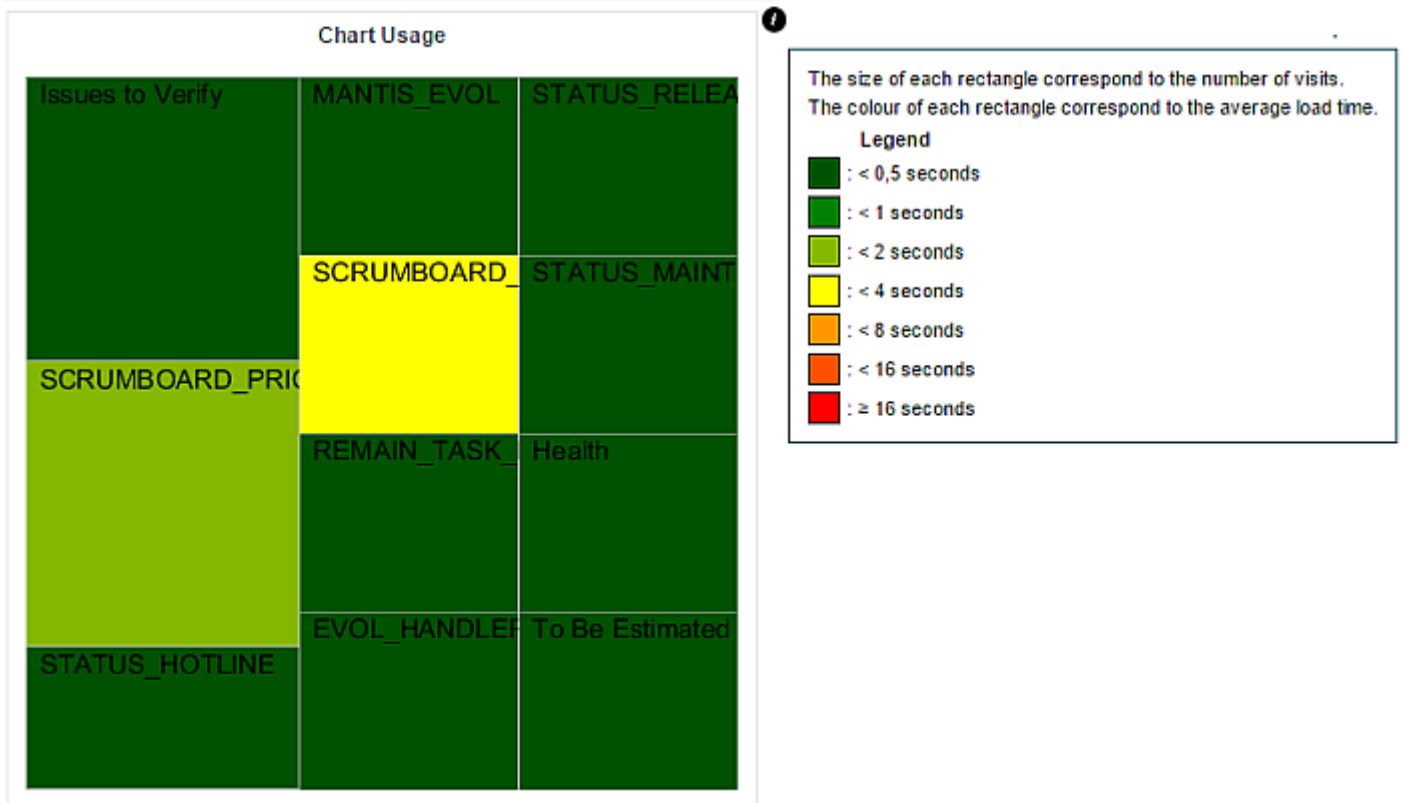 Chart Usage
Issues to Verify
MANTIS_EVOL
STATUS_RELEA
SCRUMBOARD_
STATUS_MAINT
SCRUMBOARD_PRIO
REMAIN_TASK_
Health
EVOL_HANDLER
To Be Estimated
STATUS_HOTLINE
i
The size of each rectangle correspond to the number of visits.
The colour of each rectangle correspond to the average load time.
Legend
: < 0,5 seconds
: < 1 seconds
: < 2 seconds
: < 4 seconds
: < 8 seconds
: < 16 seconds
: ≥ 16 seconds